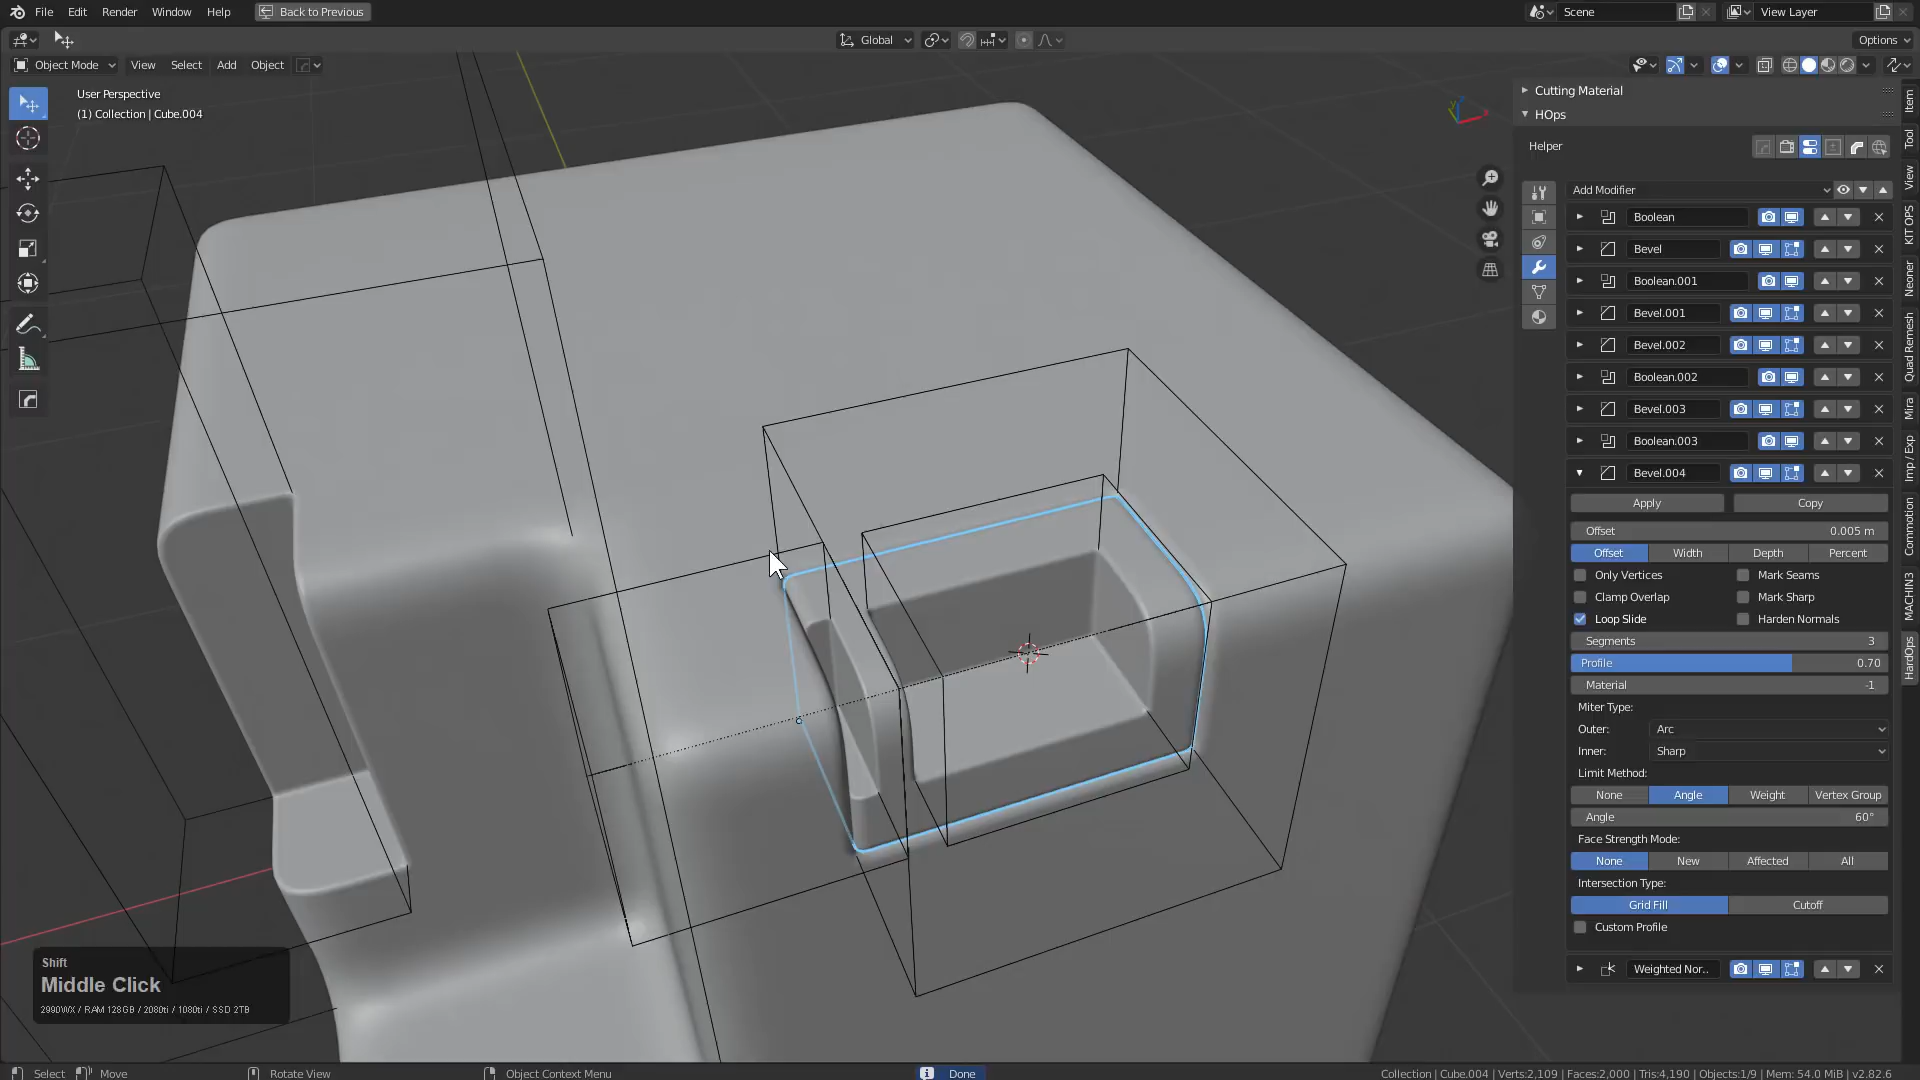 File Edit Render Window Help Back to Previous Scene View Layer
Global Options
Object Mode View Select Add Object
User Perspective
(1) Collection | Cube.004
Cutting Material
HOps
Helper
Add Modifier
Boolean
Bevel
Boolean.001
Bevel.001
Bevel.002
Boolean.002
Bevel.003
Boolean.003
Bevel.004
Apply Copy
Offset 0.005 m
Offset Width Depth Percent
Only Vertices Mark Seams
Clamp Overlap Mark Sharp
Loop Slide Harden Normals
Segments 3
Profile 0.70
Material -1
Miter Type:
Outer: Arc
Inner: Sharp
Limit Method:
None Angle Weight Vertex Group
Angle 60°
Face Strength Mode:
None New Affected All
Intersection Type:
Grid Fill Cutoff
Custom Profile
Weighted Nor..
Item
Tool
View
KIT OPS
Neoner
Quad Remesh
Mira
Imp / Exp
Commotion
MACHIN3
HardOps
Shift
Middle Click
2990WX / RAM 128GB / 2080ti / 1080ti / SSD 2TB
Select Move Rotate View Object Context Menu Done Collection | Cube.004 | Verts:2,109 | Faces:2,000 | Tris:4,190 | Objects:1/9 | Mem: 54.0 MiB | v2.82.6